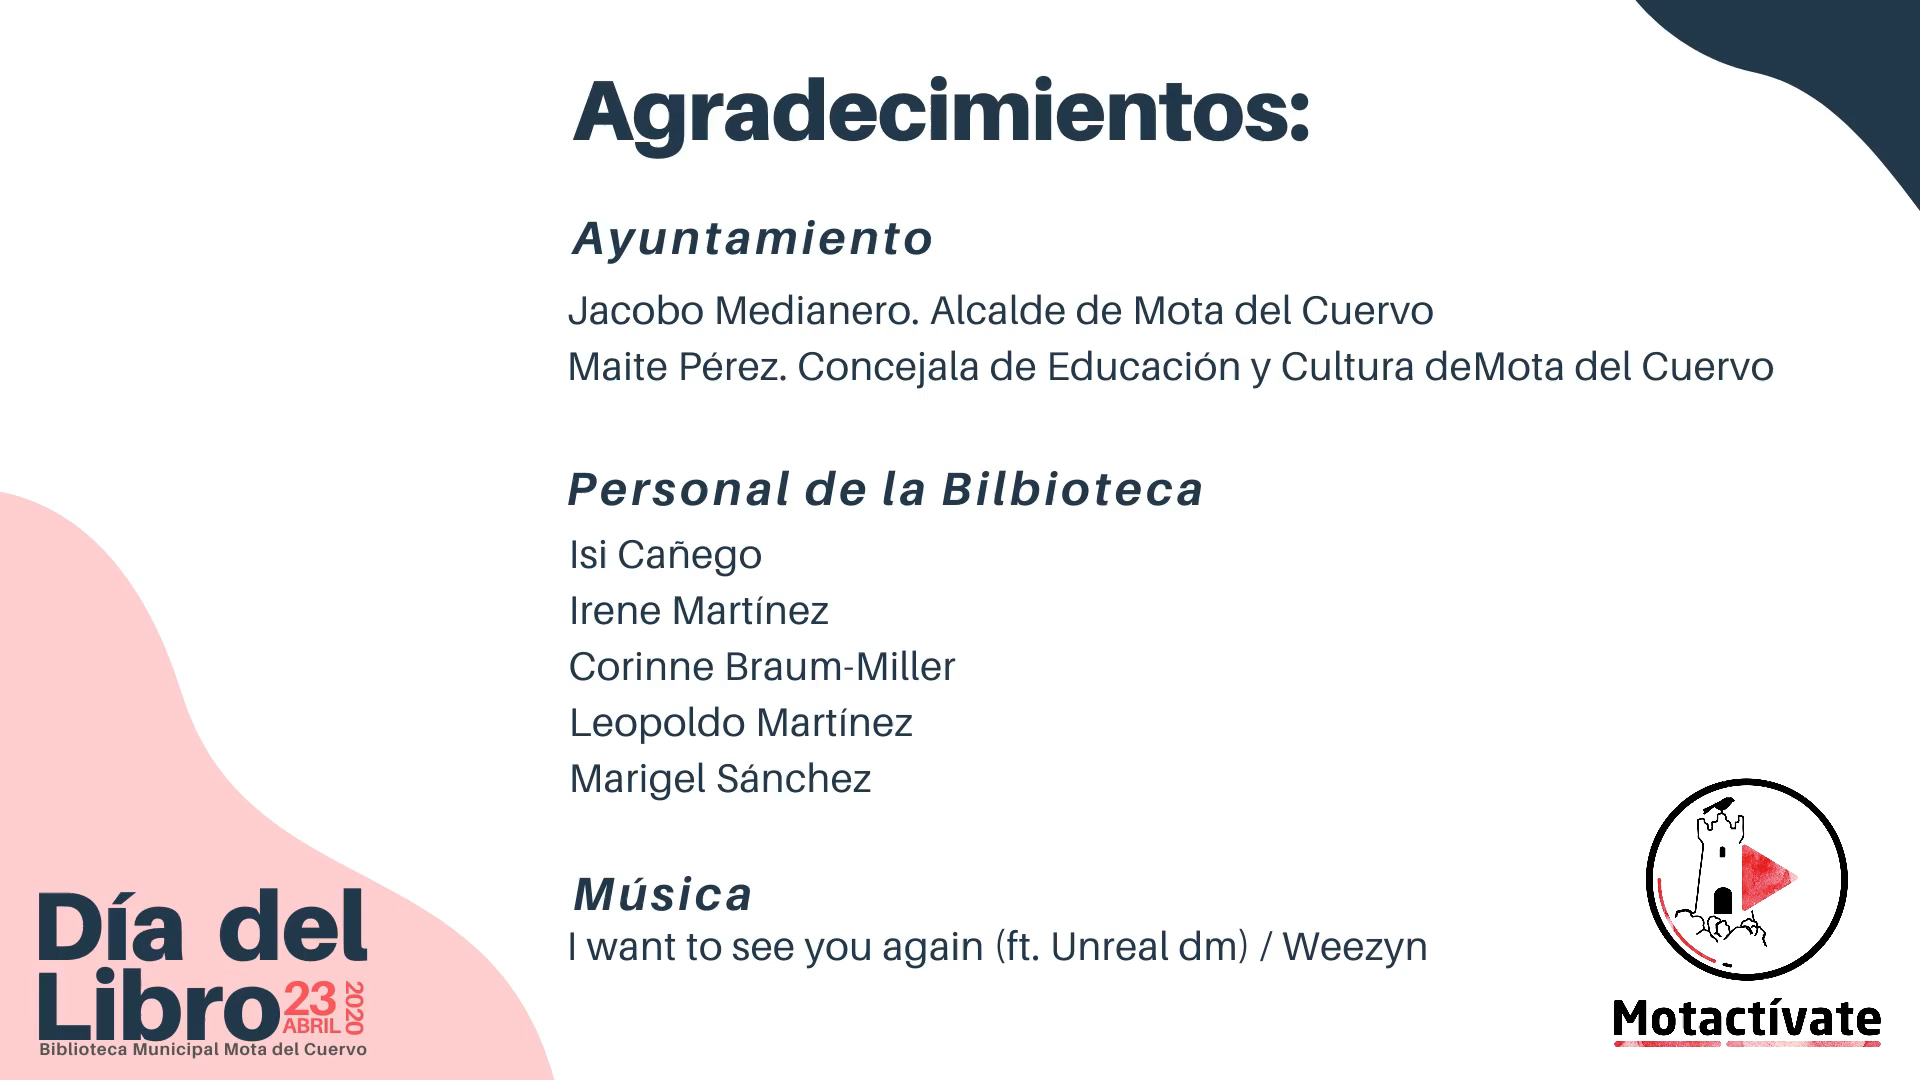 Agradecimientos:
Ayuntamiento
Jacobo Medianero. Alcalde de Mota del Cuervo
Maite Pérez. Concejala de Educación y Cultura deMota del Cuervo
Personal de la Bilbioteca
Isi Cañego
Irene Martínez
Corinne Braum-Miller
Leopoldo Martínez
Marigel Sánchez
Música
I want to see you again (ft. Unreal dm) / Weezyn
Día del
Libro 23 ABRIL 2020
Biblioteca Municipal Mota del Cuervo
Motactívate